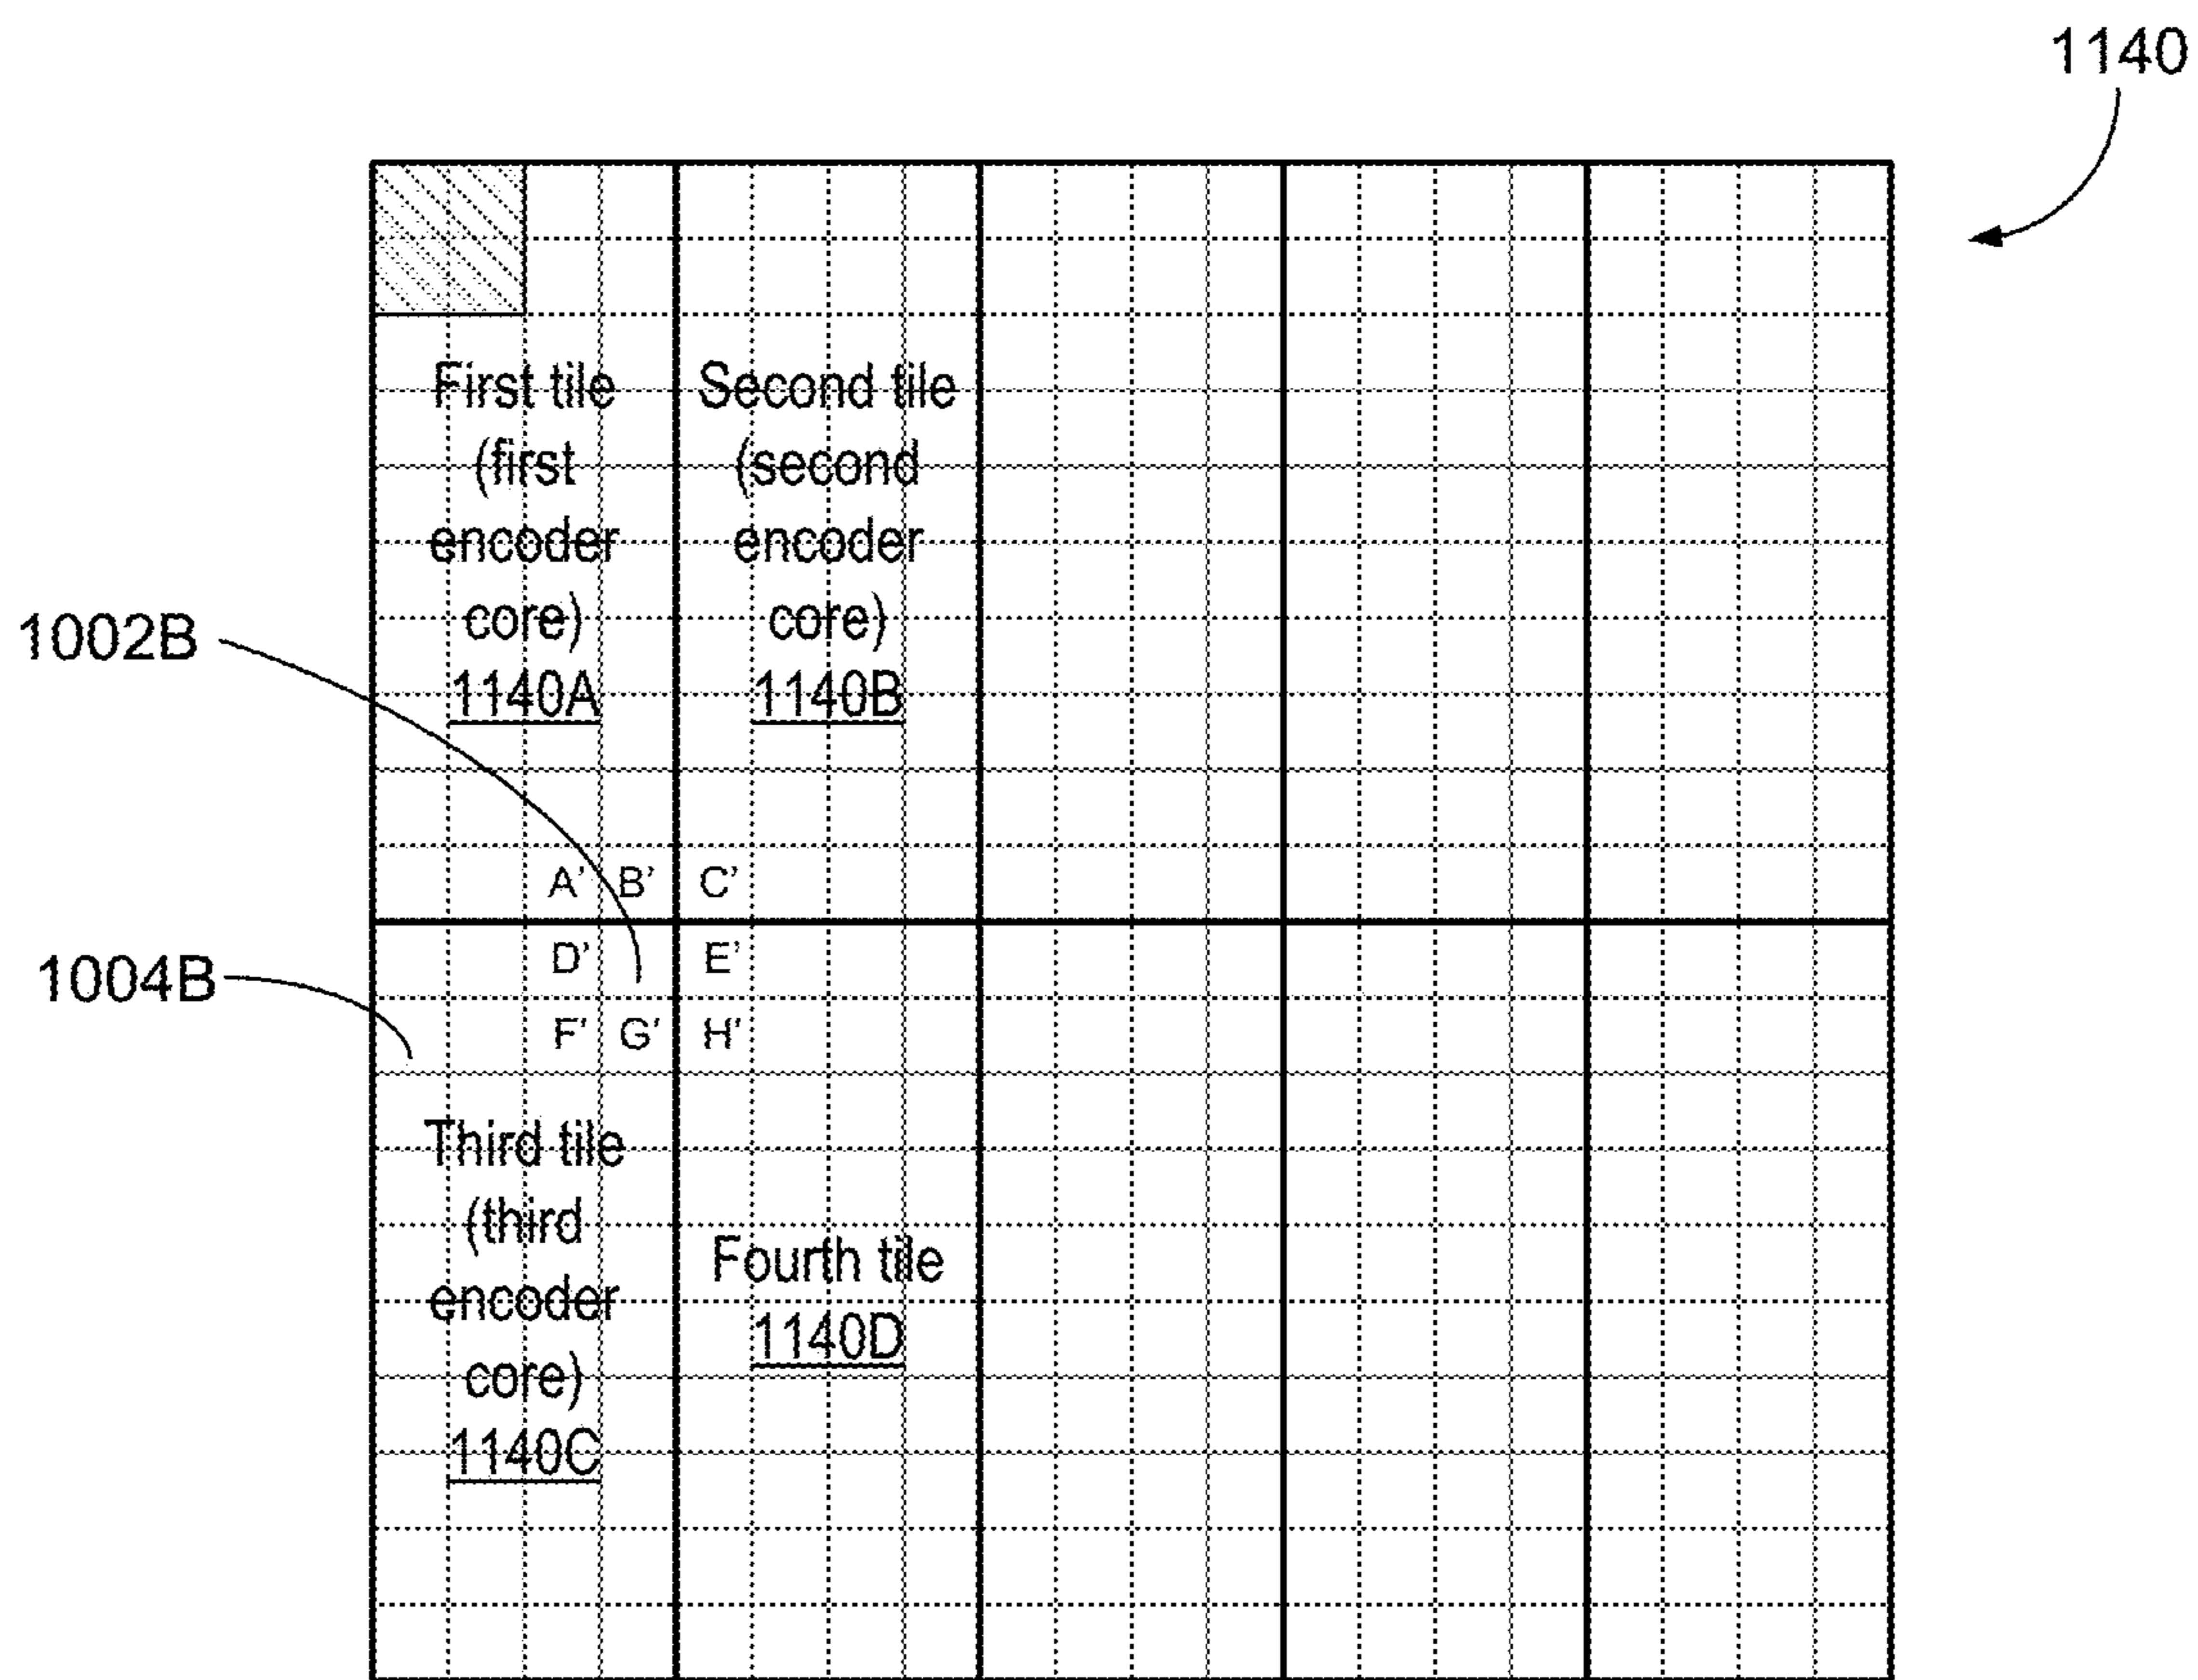 1140
First tile
(first
encoder
core)
1140A
Second tile
(second
encoder
core)
1140B
1002B
A' B' C'
D' E'
1004B
F' G' H'
Third tile
(third
encoder
core)
1140C
Fourth tile
1140D